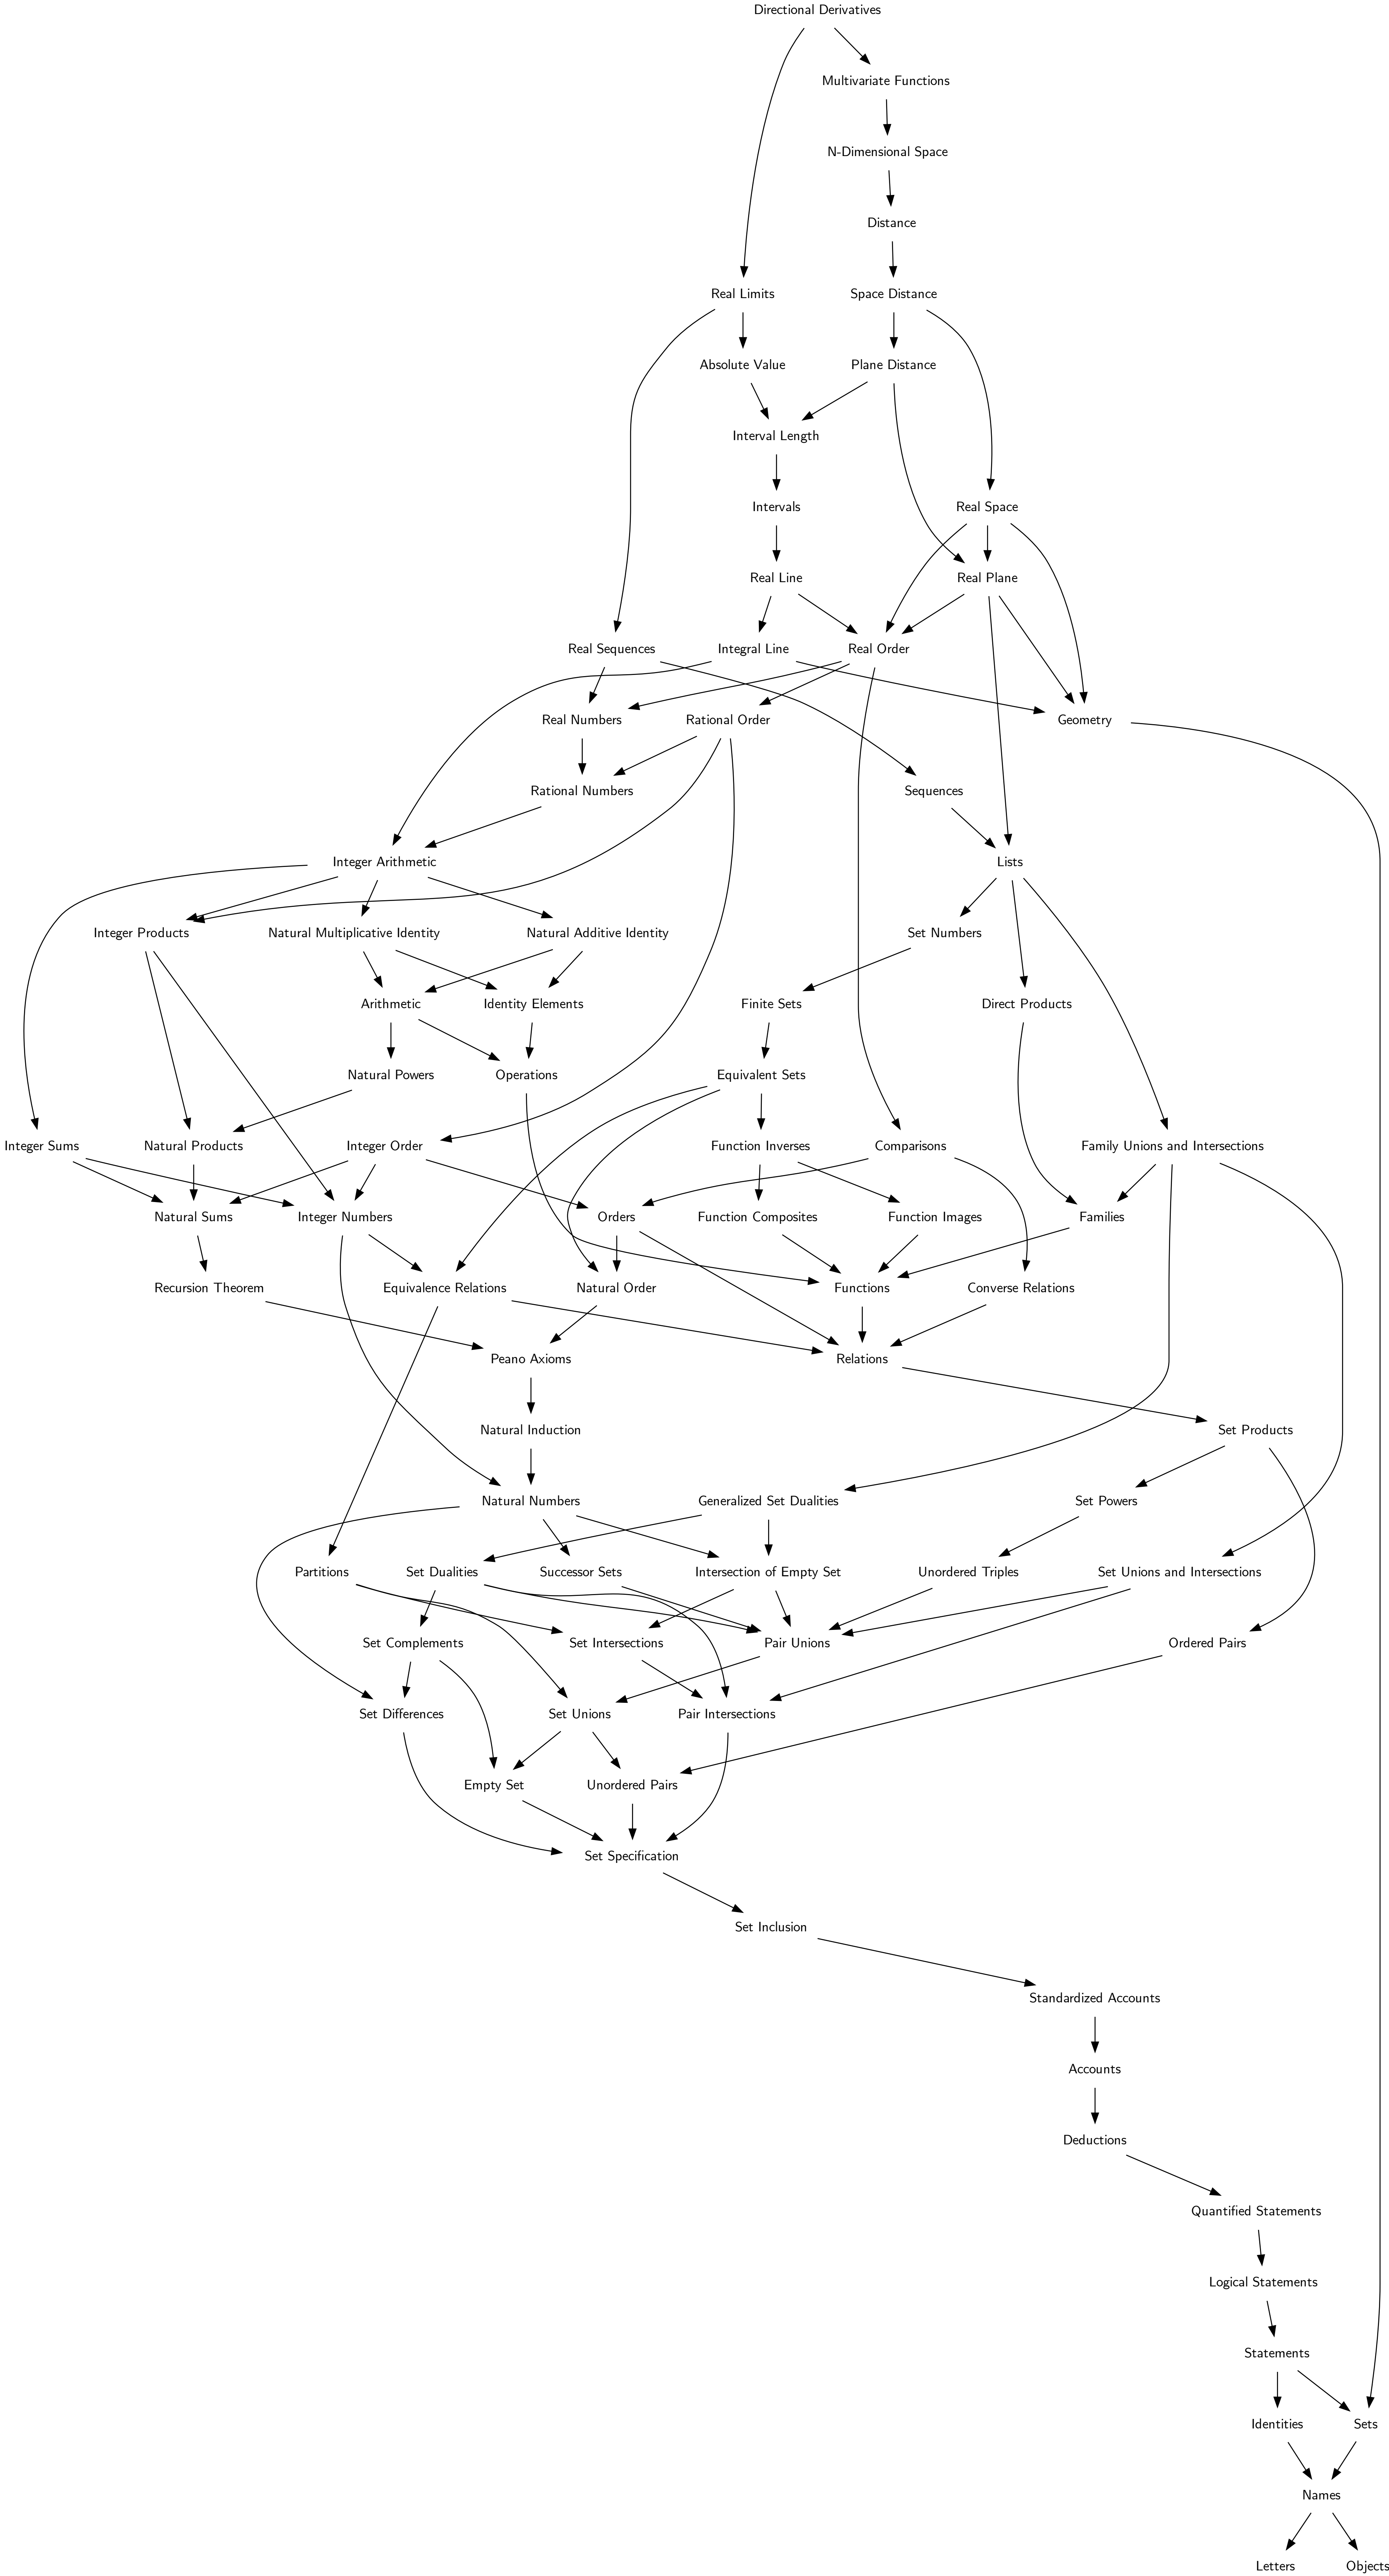 Directional Derivatives
Multivariate Functions
N-Dimensional Space
Distance
Real Limits
Space Distance
Absolute Value
Plane Distance
Interval Length
Intervals
Real Space
Real Line
Real Plane
Real Sequences
Integral Line
Real Order
Real Numbers
Rational Order
Geometry
Rational Numbers
Sequences
Integer Arithmetic
Lists
Integer Products
Natural Multiplicative Identity
Natural Additive Identity
Set Numbers
Arithmetic
Identity Elements
Finite Sets
Direct Products
Natural Powers
Operations
Equivalent Sets
Integer Sums
Natural Products
Integer Order
Function Inverses
Comparisons
Family Unions and Intersections
Natural Sums
Integer Numbers
Orders
Function Composites
Function Images
Families
Recursion Theorem
Equivalence Relations
Natural Order
Functions
Converse Relations
Peano Axioms
Relations
Natural Induction
Set Products
Natural Numbers
Generalized Set Dualities
Set Powers
Partitions
Set Dualities
Successor Sets
Intersection of Empty Set
Unordered Triples
Set Unions and Intersections
Set Complements
Set Intersections
Pair Unions
Ordered Pairs
Set Differences
Set Unions
Pair Intersections
Empty Set
Unordered Pairs
Set Specification
Set Inclusion
Standardized Accounts
Accounts
Deductions
Quantified Statements
Logical Statements
Statements
Identities
Sets
Names
Letters
Objects